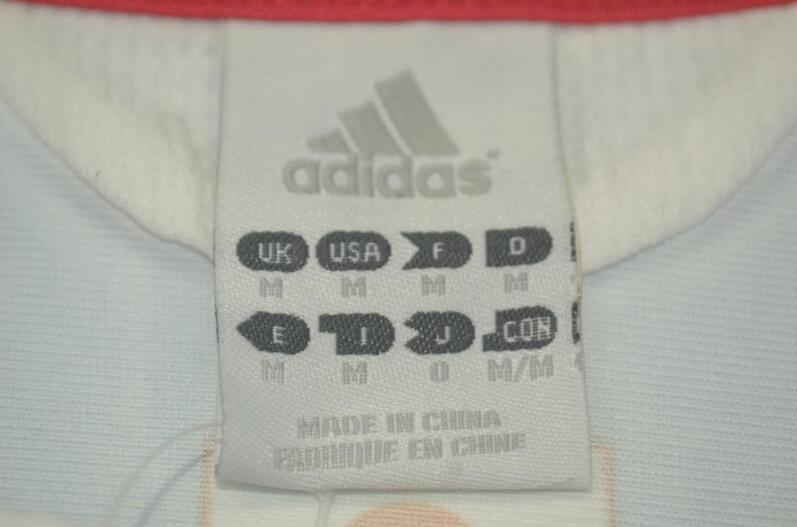 adidas
UK USA F D
M M M M
E I J CON
M M O M/M
MADE IN CHINA
FABRIQUE EN CHINE